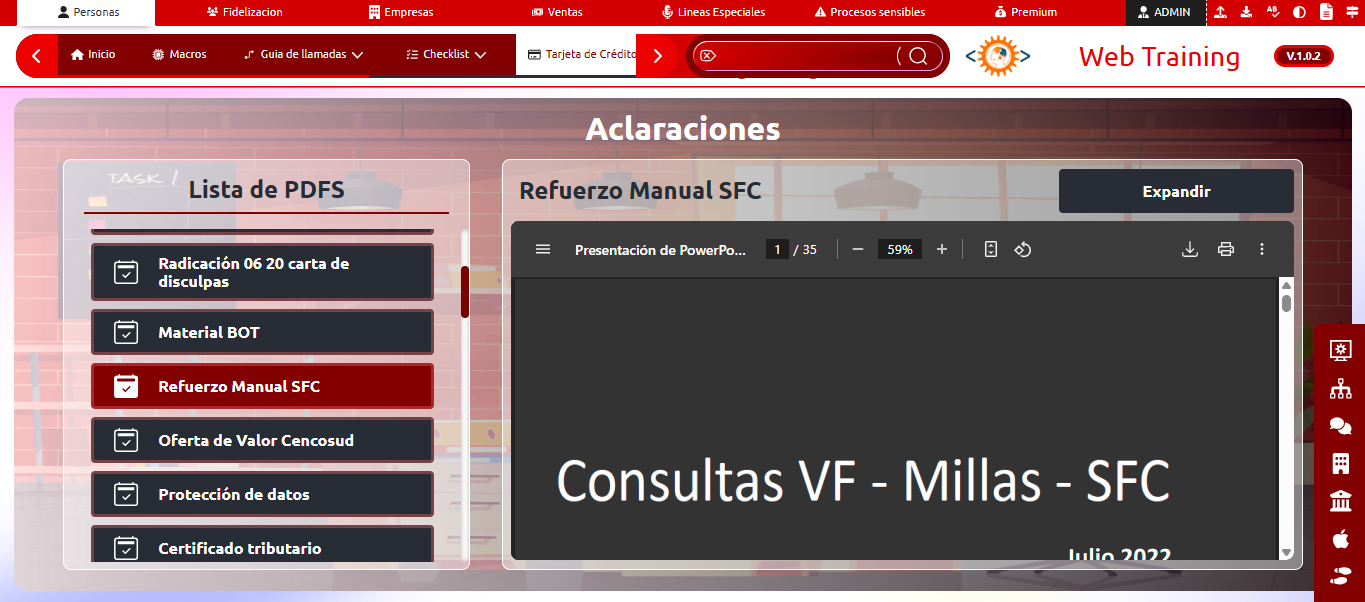 Personas
Fidelizacion
Empresas
Ventas
Lineas Especiales
Procesos sensibles
Premium
ADMIN
Inicio
Macros
Guia de llamadas
Checklist
Tarjeta de Crédito
Web Training
V.1.0.2
Aclaraciones
TASK 1
Lista de PDFS
Radicación 06 20 carta de
disculpas
Material BOT
Refuerzo Manual SFC
Oferta de Valor Cencosud
Protección de datos
Certificado tributario
Refuerzo Manual SFC
Expandir
Presentación de PowerPo...
1 / 35
59%
Consultas VF - Millas - SFC
Julio 2022